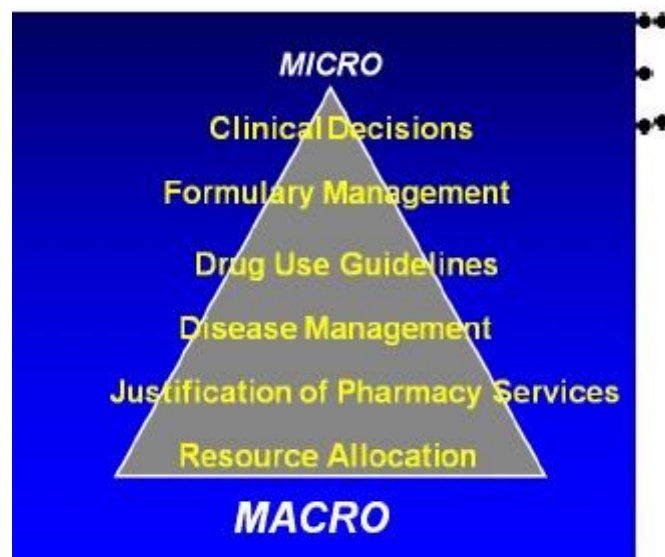 MICRO
Clinical Decisions
Formulary Management
Drug Use Guidelines
Disease Management
Justification of Pharmacy Services
Resource Allocation
MACRO